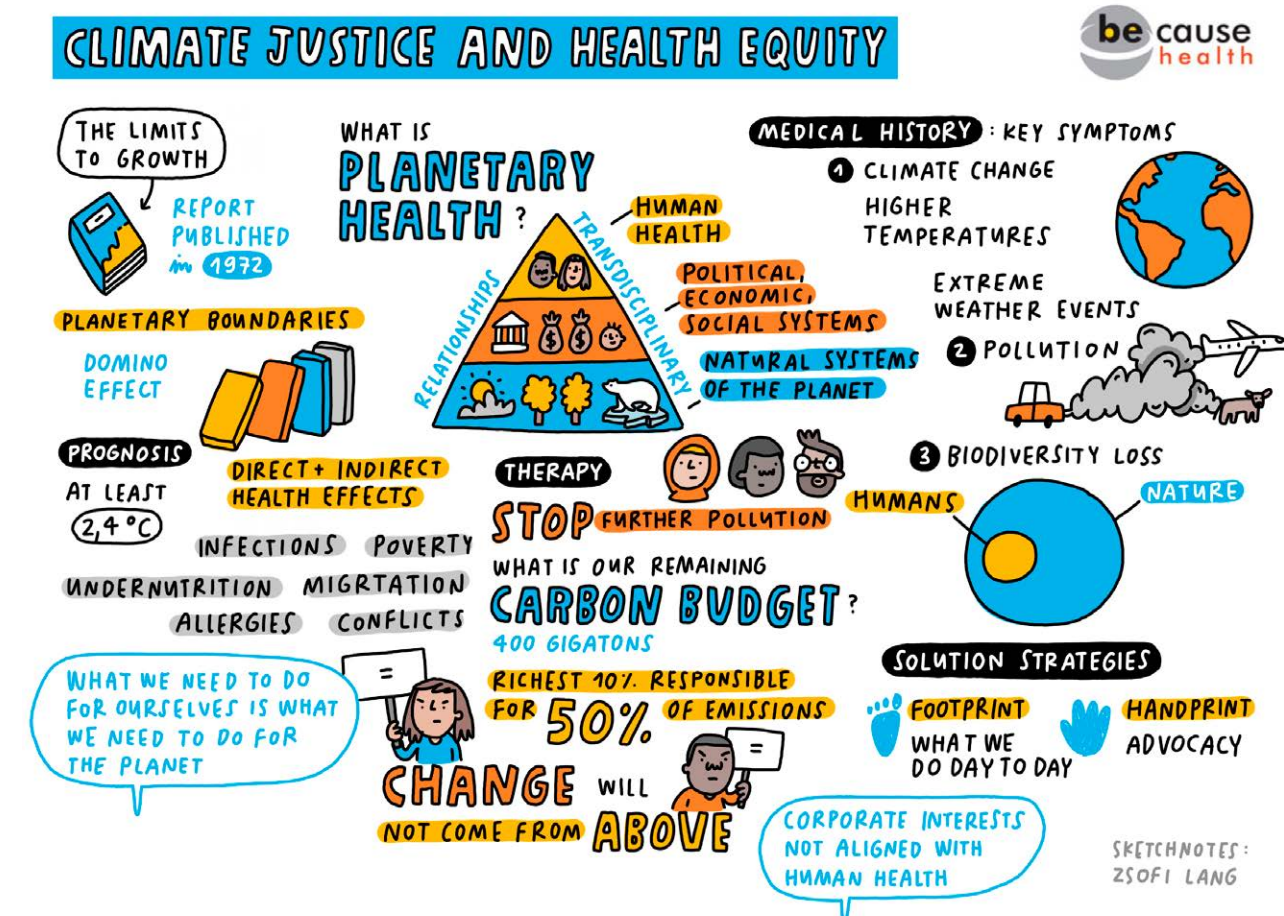 CLIMATE JUSTICE AND HEALTH EQUITY
be cause
health
THE LIMITS
TO GROWTH
REPORT
PUBLISHED
in 1972
PLANETARY BOUNDARIES
DOMINO
EFFECT
WHAT IS
PLANETARY
HEALTH?
RELATIONSHIPS
TRANSDISCIPLINARY
HUMAN
HEALTH
POLITICAL,
ECONOMIC,
SOCIAL SYSTEMS
NATURAL SYSTEMS
OF THE PLANET
$ $
MEDICAL HISTORY: KEY SYMPTOMS
1 CLIMATE CHANGE
HIGHER
TEMPERATURES
EXTREME
WEATHER EVENTS
2 POLLUTION
3 BIODIVERSITY LOSS
HUMANS
NATURE
PROGNOSIS
AT LEAST
2,4°C
DIRECT + INDIRECT
HEALTH EFFECTS
INFECTIONS POVERTY
UNDERNUTRITION MIGRTATION
ALLERGIES CONFLICTS
THERAPY
STOP FURTHER POLLUTION
WHAT IS OUR REMAINING
CARBON BUDGET?
400 GIGATONS
RICHEST 10% RESPONSIBLE
FOR 50% OF EMISSIONS
=
=
CHANGE WILL
NOT COME FROM ABOVE
WHAT WE NEED TO DO
FOR OURSELVES IS WHAT
WE NEED TO DO FOR
THE PLANET
SOLUTION STRATEGIES
FOOTPRINT
WHAT WE
DO DAY TO DAY
HANDPRINT
ADVOCACY
CORPORATE INTERESTS
NOT ALIGNED WITH
HUMAN HEALTH
SKETCHNOTES:
ZSOFI LANG